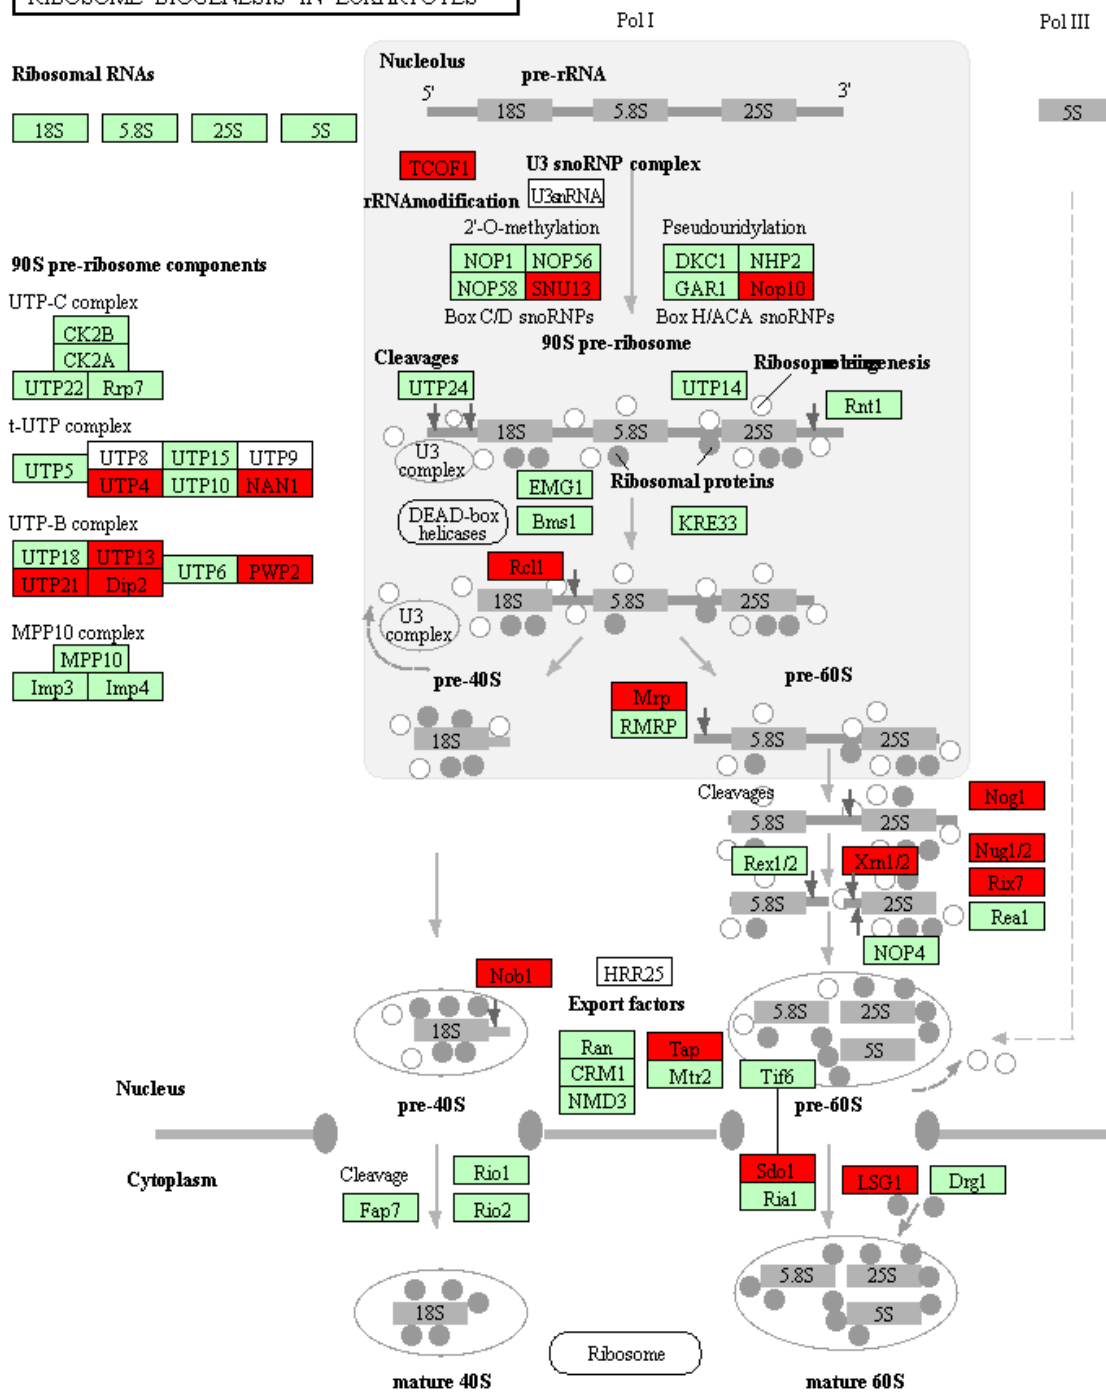 RIBOSOME BIOGENESIS IN EUKARYOTES
Pol I
Pol III
Ribosomal RNAs
18S 5.8S 25S 5S
Nucleolus
pre-rRNA
5' 3'
18S 5.8S 25S
5S
TCOF1
U3 snoRNP complex
U3snRNA
rRNAmodification
2'-O-methylation
NOP1 NOP56
NOP58 SNU13
Box C/D snoRNPs
Pseudouridylation
DKC1 NHP2
GAR1 Nop10
Box H/ACA snoRNPs
90S pre-ribosome components
UTP-C complex
CK2B
CK2A
UTP22 Rrp7
t-UTP complex
UTP5 UTP8 UTP15 UTP9
UTP4 UTP10 NAN1
UTP-B complex
UTP18 UTP13
UTP21 Dip2
UTP6 PWP2
MPP10 complex
MPP10
Imp3 Imp4
90S pre-ribosome
Cleavages
UTP24
UTP14
Rnt1
18S 5.8S 25S
U3
complex
Ribosomal proteins
EMG1
Bms1
DEAD-box
helicases
KRE33
Rcl1
18S 5.8S 25S
U3
complex
pre-40S
pre-60S
18S
Mrp
RMRP
5.8S 25S
Cleavages
5.8S 25S
Nog1
Nug1/2
Rix7
Rea1
Rex1/2
Xrn1/2
5.8S 25S
NOP4
Nob1
HRR25
Export factors
18S
Ran
CRM1
NMD3
Tap
Mtr2
5.8S 25S
5S
Tif6
Nucleus
pre-40S
pre-60S
Cytoplasm
Cleavage
Fap7
Rio1
Rio2
Sdo1
Ria1
LSG1
Drg1
18S
5.8S 25S
5S
Ribosome
mature 40S
mature 60S